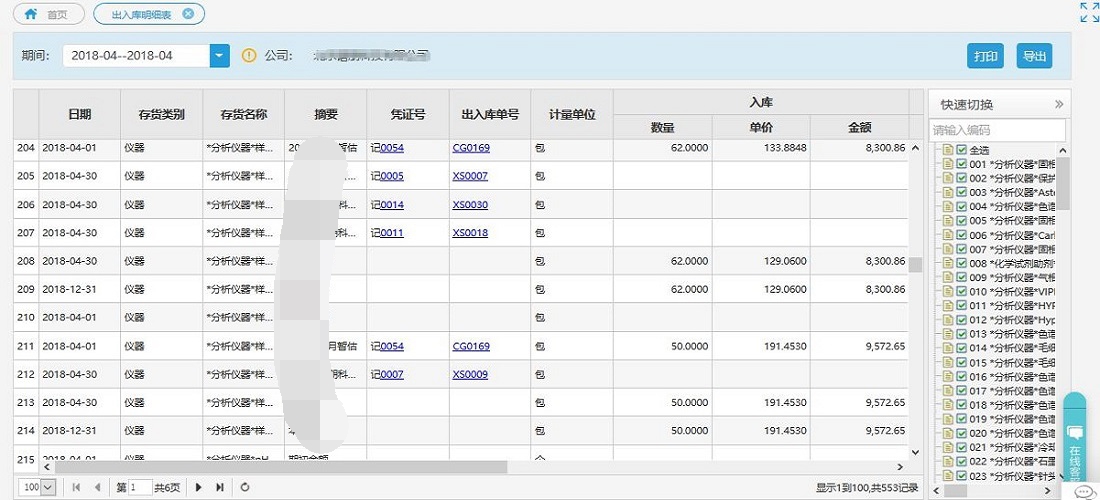 首页 出入库明细表
期间: 2018-04--2018-04 公司: 打印 导出
日期 存货类别 存货名称 摘要 凭证号 出入库单号 计量单位 入库
数量 单价 金额
204 2018-04-01 仪器 *分析仪器*样... 20 暂估 记0054 CG0169 包 62.0000 133.8848 8,300.86
205 2018-04-30 仪器 *分析仪器*样... 记0005 XS0007 包
206 2018-04-30 仪器 *分析仪器*样... 科... 记0014 XS0030 包
207 2018-04-30 仪器 *分析仪器*样... 科... 记0011 XS0018 包
208 2018-04-30 仪器 *分析仪器*样... 包 62.0000 129.0600 8,300.86
209 2018-12-31 仪器 *分析仪器*样... 包 62.0000 129.0600 8,300.86
210 2018-04-01 仪器 *分析仪器*样... 包
211 2018-04-01 仪器 *分析仪器*样... 月暂估 记0054 CG0169 包 50.0000 191.4530 9,572.65
212 2018-04-30 仪器 *分析仪器*样... 科... 记0007 XS0009 包
213 2018-04-30 仪器 *分析仪器*样... 包 50.0000 191.4530 9,572.65
214 2018-12-31 仪器 *分析仪器*样... 包 50.0000 191.4530 9,572.65
215 2018-04-01 仪器 *分析仪器*pH 期初余额 个
100 第 1 共6页 显示1到100,共553记录
快速切换
请输入编码
全选
001 *分析仪器*固相
002 *分析仪器*保护
003 *分析仪器*Aste
004 *分析仪器*色谱
005 *分析仪器*固相
006 *分析仪器*Carl
007 *分析仪器*固相
008 *化学试剂助剂*
009 *分析仪器*气相
010 *分析仪器*VIP
011 *分析仪器*HYP
012 *分析仪器*Hyp
013 *分析仪器*色谱
014 *分析仪器*毛细
015 *分析仪器*毛细
016 *分析仪器*色谱
017 *分析仪器*色谱
018 *分析仪器*色谱
019 *分析仪器*色谱
020 *分析仪器*色谱
021 *分析仪器*冷却
022 *分析仪器*石墨
023 *分析仪器*针头
在线客服